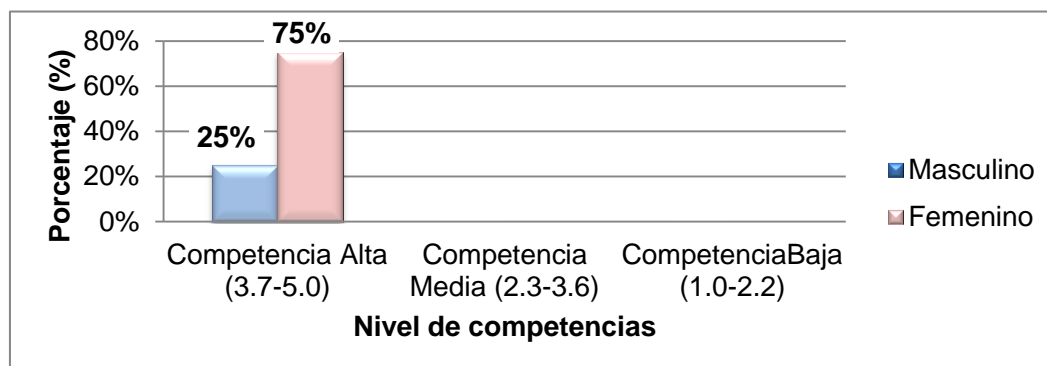 Porcentaje (%)
80%
60%
40%
20%
0%
25%
75%
Competencia Alta
(3.7-5.0)
Competencia
Media (2.3-3.6)
CompetenciaBaja
(1.0-2.2)
Nivel de competencias
Masculino
Femenino